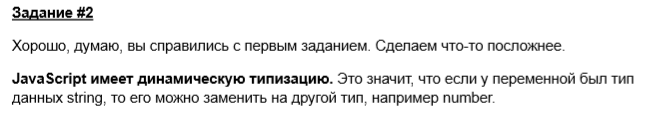 Задание #2
Хорошо, думаю, вы справились с первым заданием. Сделаем что-то посложнее.
JavaScript имеет динамическую типизацию. Это значит, что если у переменной был тип
данных string, то его можно заменить на другой тип, например number.